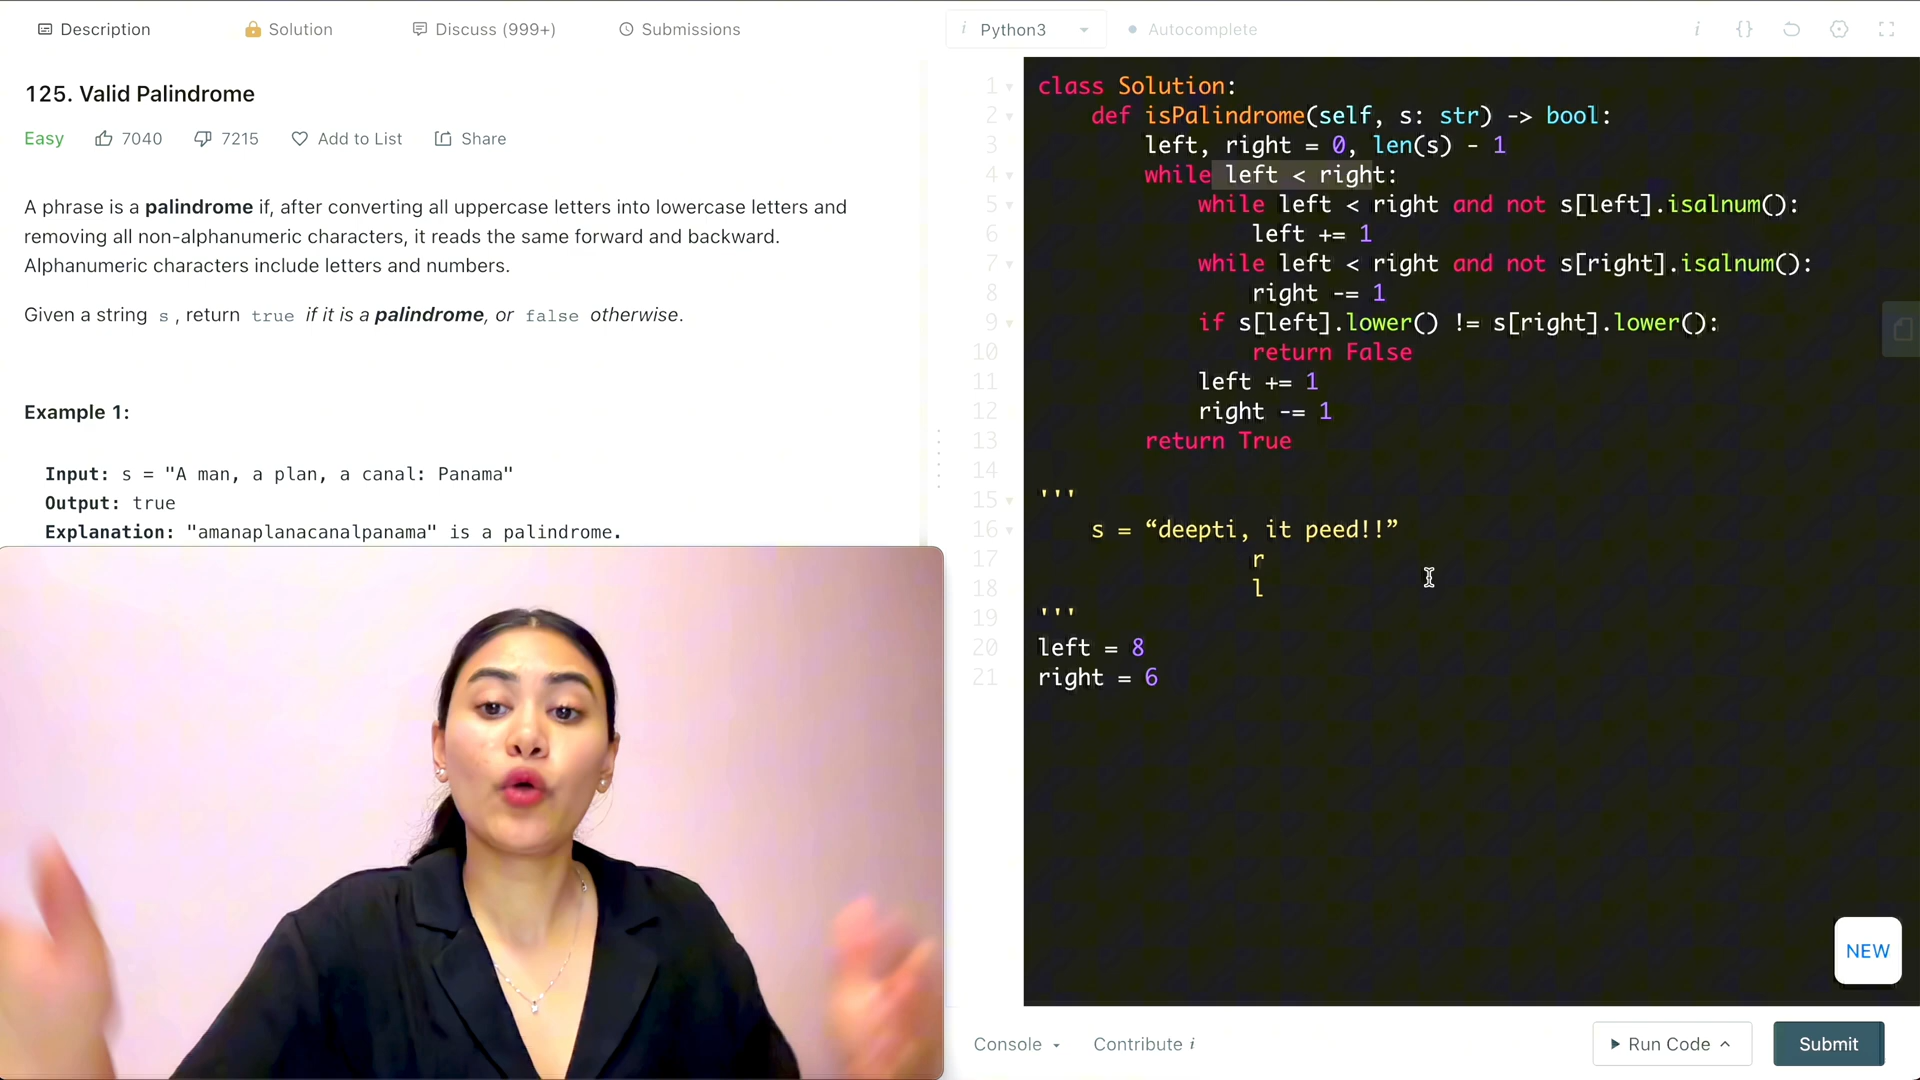 Description
Solution
Discuss (999+)
Submissions
i Python3
Autocomplete
i {}
125. Valid Palindrome
Easy 7040 7215 Add to List Share
A phrase is a palindrome if, after converting all uppercase letters into lowercase letters and
removing all non-alphanumeric characters, it reads the same forward and backward.
Alphanumeric characters include letters and numbers.
Given a string s , return true if it is a palindrome, or false otherwise.
Example 1:
Input: s = "A man, a plan, a canal: Panama"
Output: true
Explanation: "amanaplanacanalpanama" is a palindrome.
1 class Solution:
2 def isPalindrome(self, s: str) -> bool:
3 left, right = 0, len(s) - 1
4 while left < right:
5 while left < right and not s[left].isalnum():
6 left += 1
7 while left < right and not s[right].isalnum():
8 right -= 1
9 if s[left].lower() != s[right].lower():
10 return False
11 left += 1
12 right -= 1
13 return True
14
15 '''
16 s = “deepti, it peed!!”
17 r
18 l
19 '''
20 left = 8
21 right = 6
NEW
Console
Contribute i
Run Code
Submit